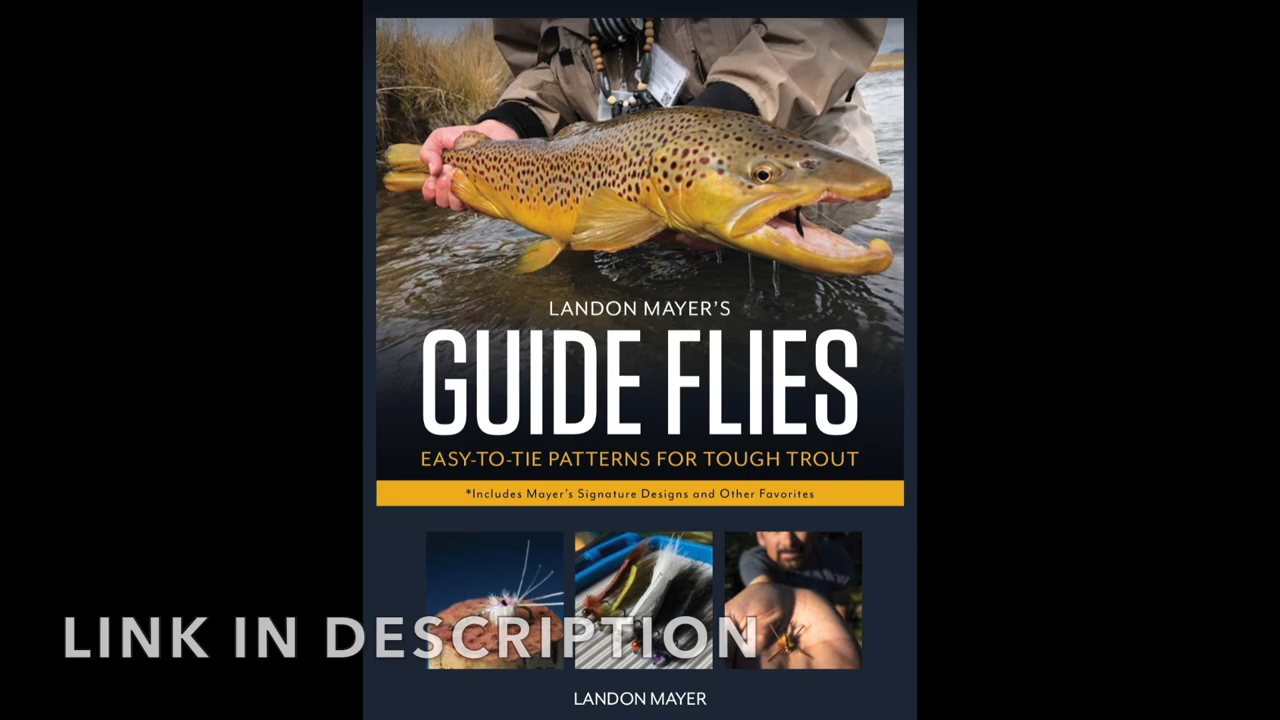 LANDON MAYER'S
GUIDE FLIES
EASY-TO-TIE PATTERNS FOR TOUGH TROUT
*Includes Mayer's Signature Designs and Other Favorites
LINK IN DESCRIPTION
LANDON MAYER